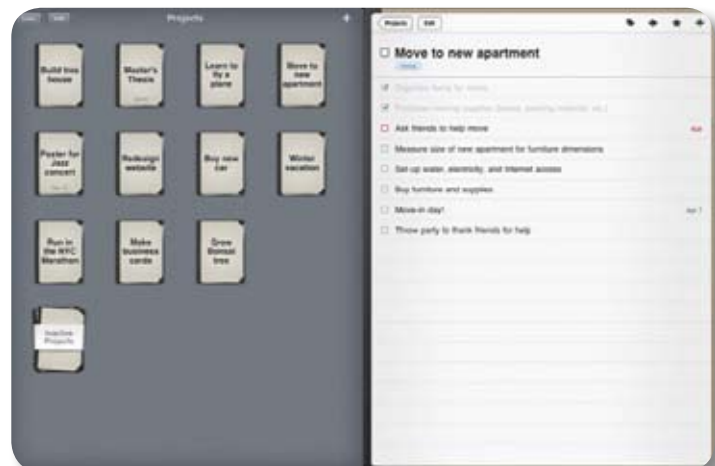 Projects
Build tree
house
Master's
Thesis
Learn to
fly a
plane
Move to
new
apartment
Poster for
Jazz
concert
Redesign
website
Buy new
car
Winter
vacation
Run in
the NYC
Marathon
Make
business
cards
Grow
Bonsai
tree
Inactive
Projects
Projects
Edit
Move to new apartment
Organize items for move
Ask friends to help move
Measure size of new apartment for furniture dimensions
Set up water, electricity, and internet access
Buy furniture and supplies
Move-in day!
Throw party to thank friends for help